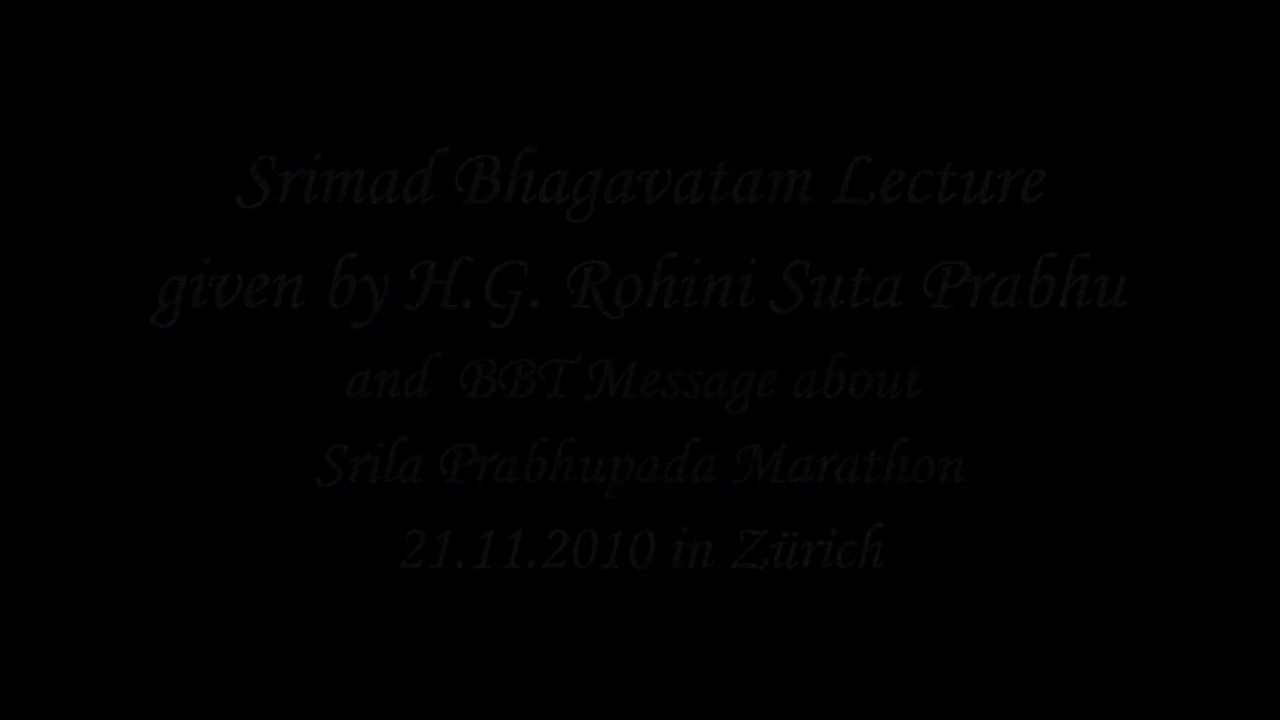 Srimad Bhagavatam Lecture
given by H.G. Rohini Suta Prabhu
and BBT Message about
Srila Prabhupada Marathon
21.11.2010 in Zürich